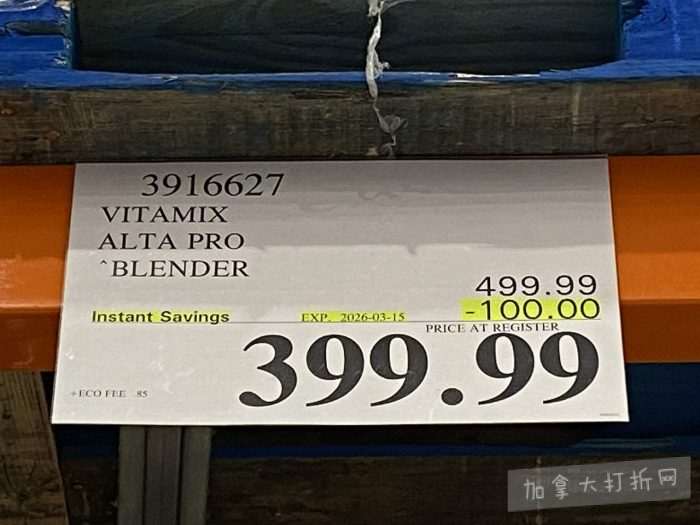 3916627
VITAMIX
ALTA PRO
^BLENDER
499.99
Instant Savings EXP. 2026-03-15 -100.00
PRICE AT REGISTER
399.99
+ECO FEE .85
加拿大打折网